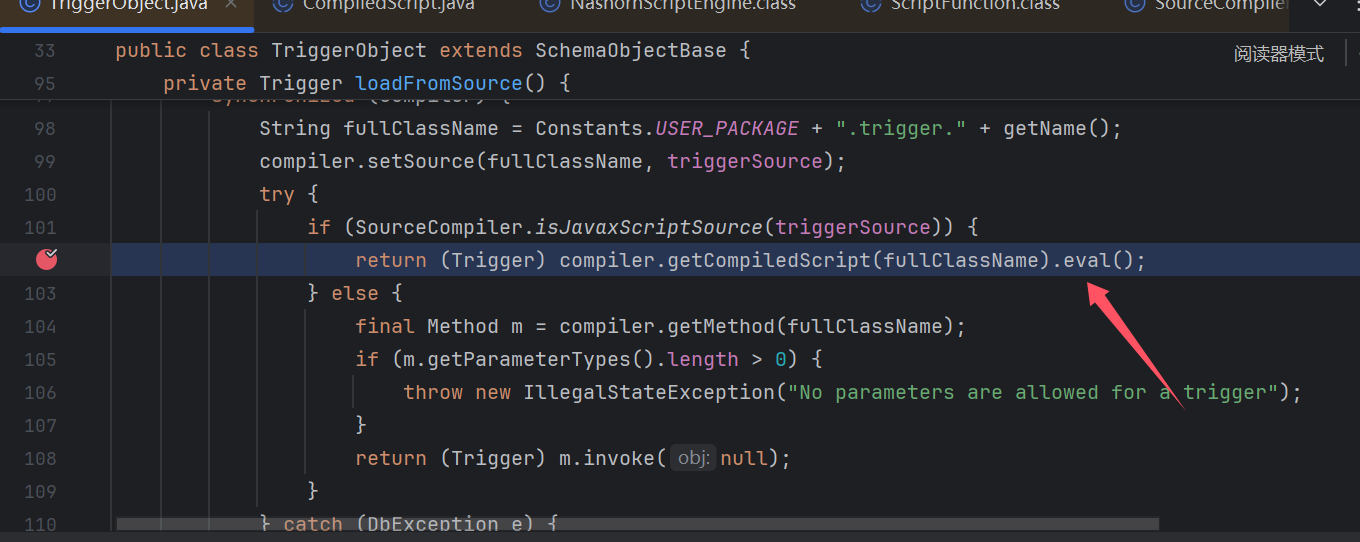 TriggerObject.java × CompiledScript.java NashornScriptEngine.class ScriptFunction.class SourceCompiler
33 public class TriggerObject extends SchemaObjectBase { 阅读器模式
95 private Trigger loadFromSource() {
synchronized (compiler) {
98 String fullClassName = Constants.USER_PACKAGE + ".trigger." + getName();
99 compiler.setSource(fullClassName, triggerSource);
100 try {
101 if (SourceCompiler.isJavaxScriptSource(triggerSource)) {
return (Trigger) compiler.getCompiledScript(fullClassName).eval();
103 } else {
104 final Method m = compiler.getMethod(fullClassName);
105 if (m.getParameterTypes().length > 0) {
106 throw new IllegalStateException("No parameters are allowed for a trigger");
107 }
108 return (Trigger) m.invoke( obj: null);
109 }
110 } catch (DbException e) {